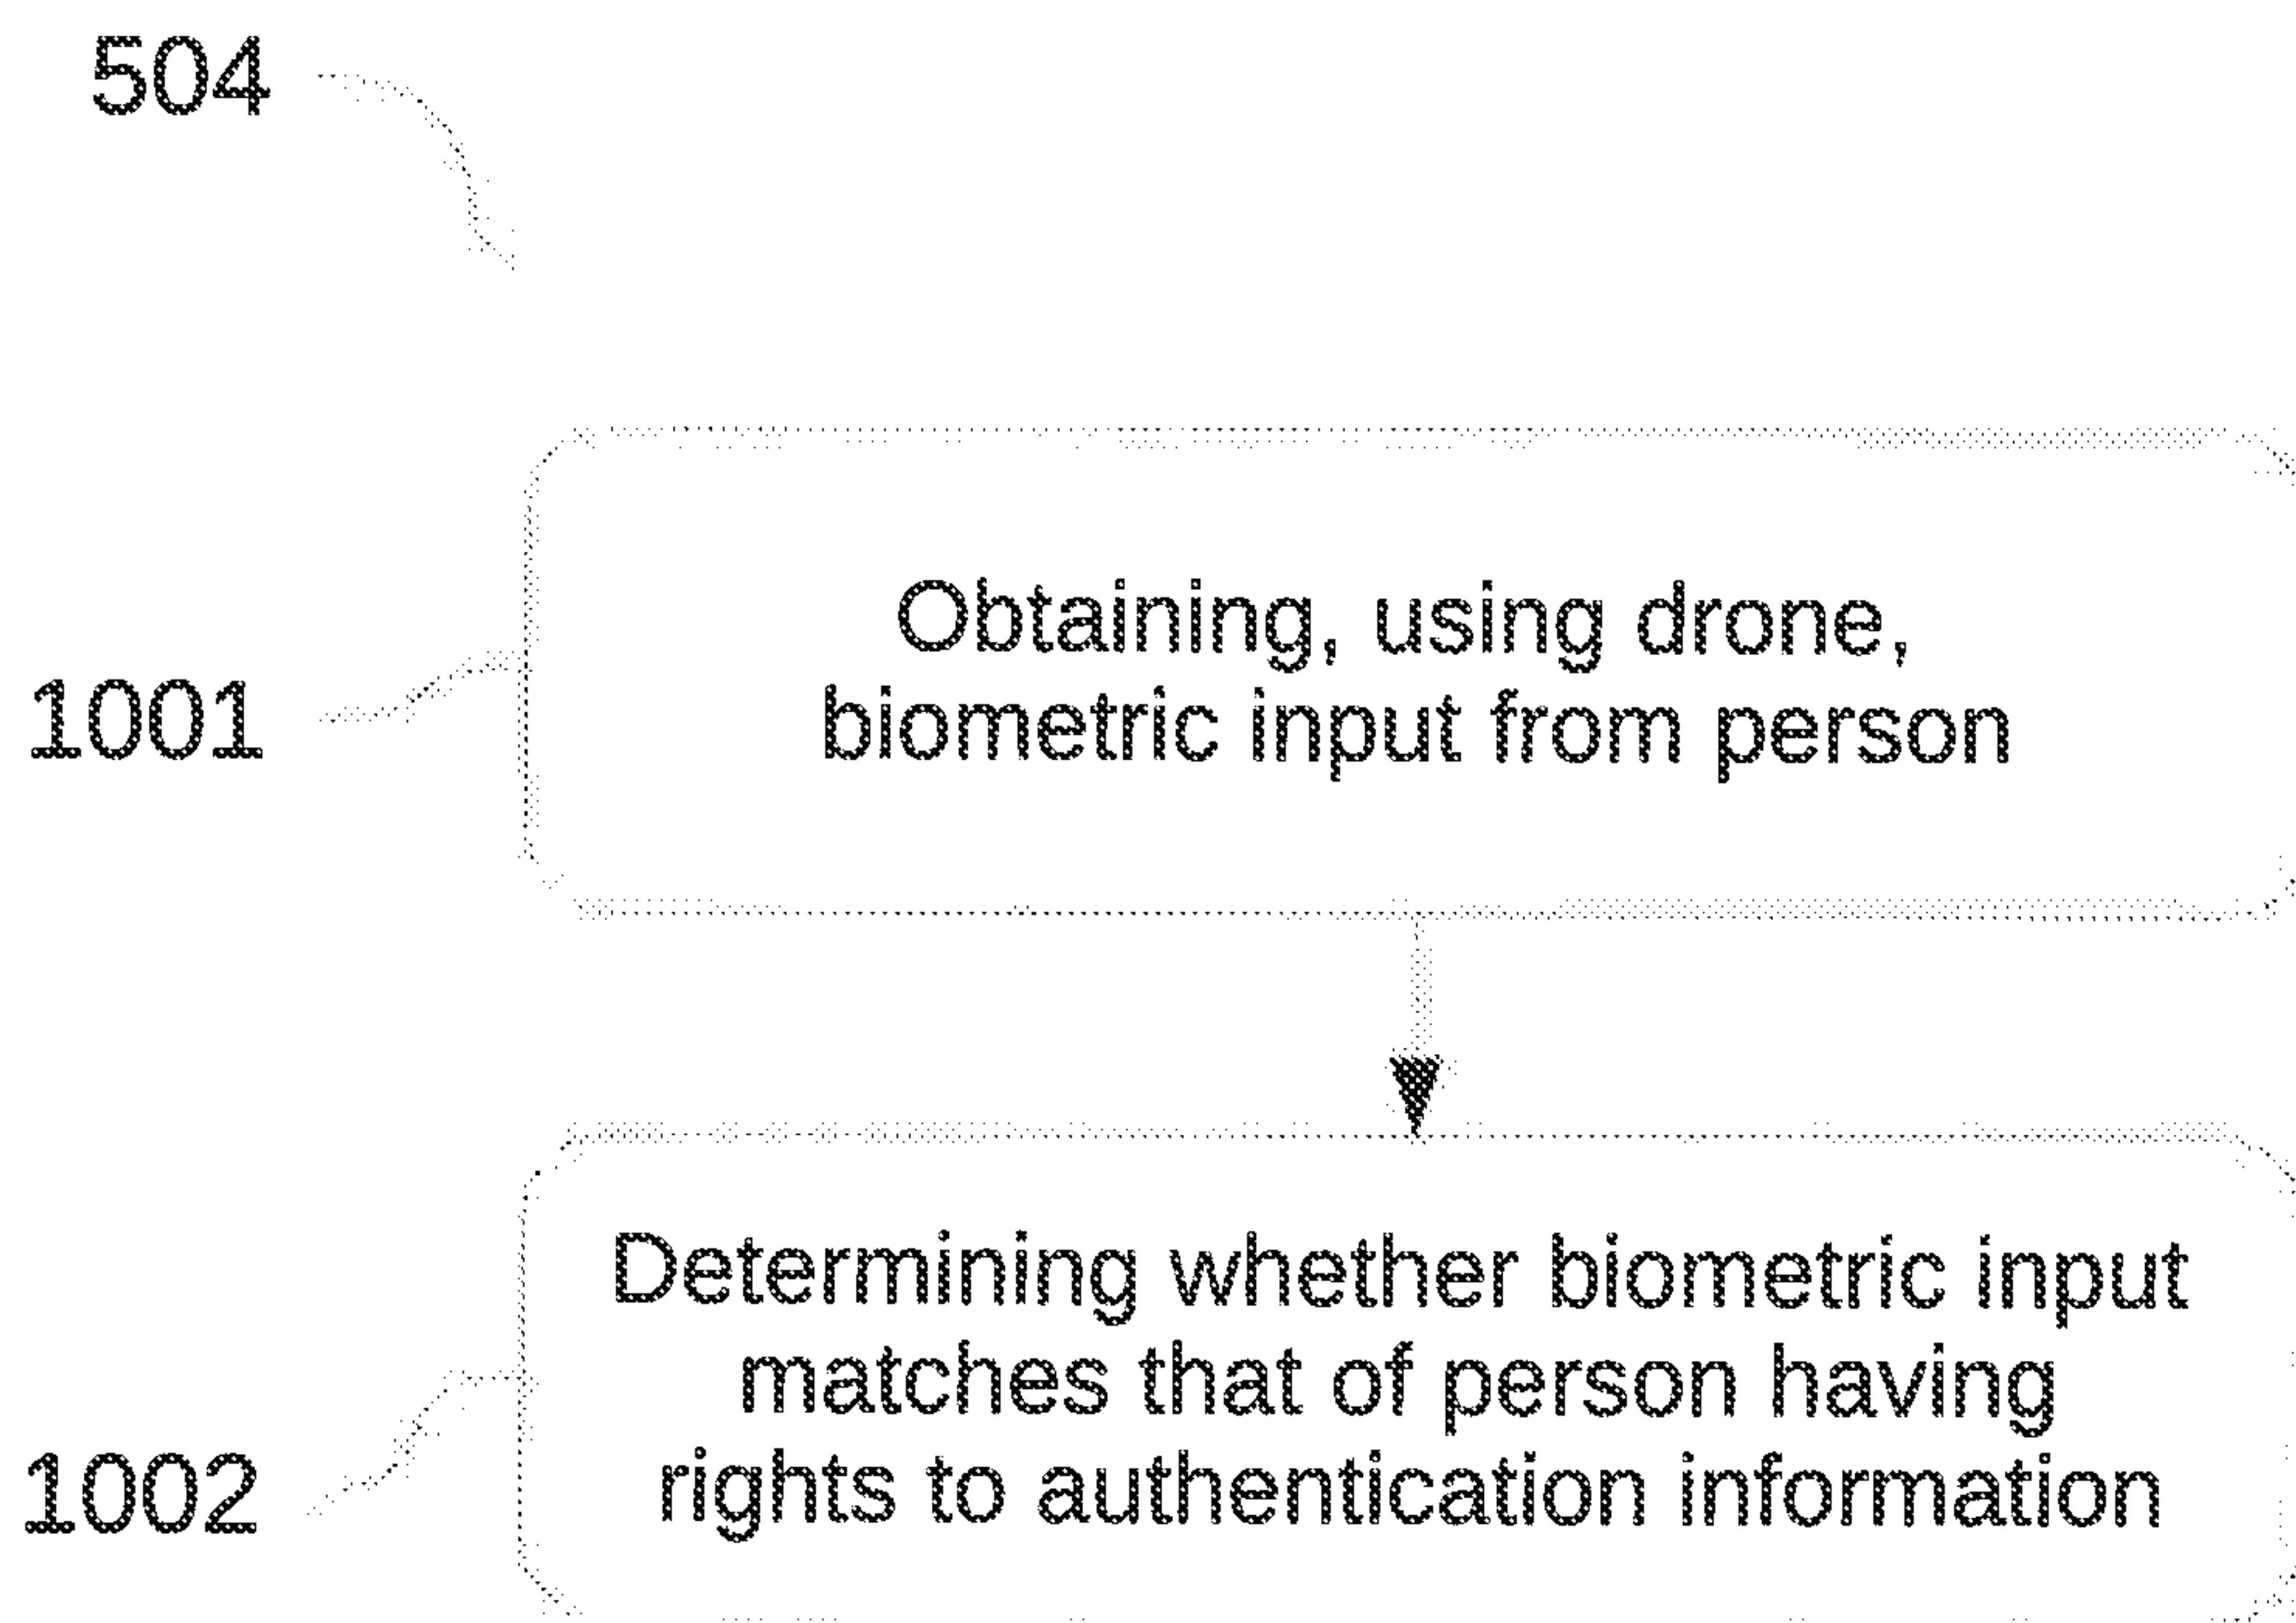 504
1001
Obtaining, using drone,
biometric input from person
1002
Determining whether biometric input
matches that of person having
rights to authentication information